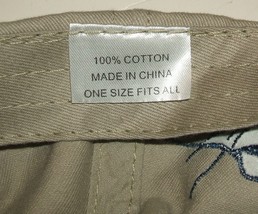 100% COTTON
MADE IN CHINA
ONE SIZE FITS ALL